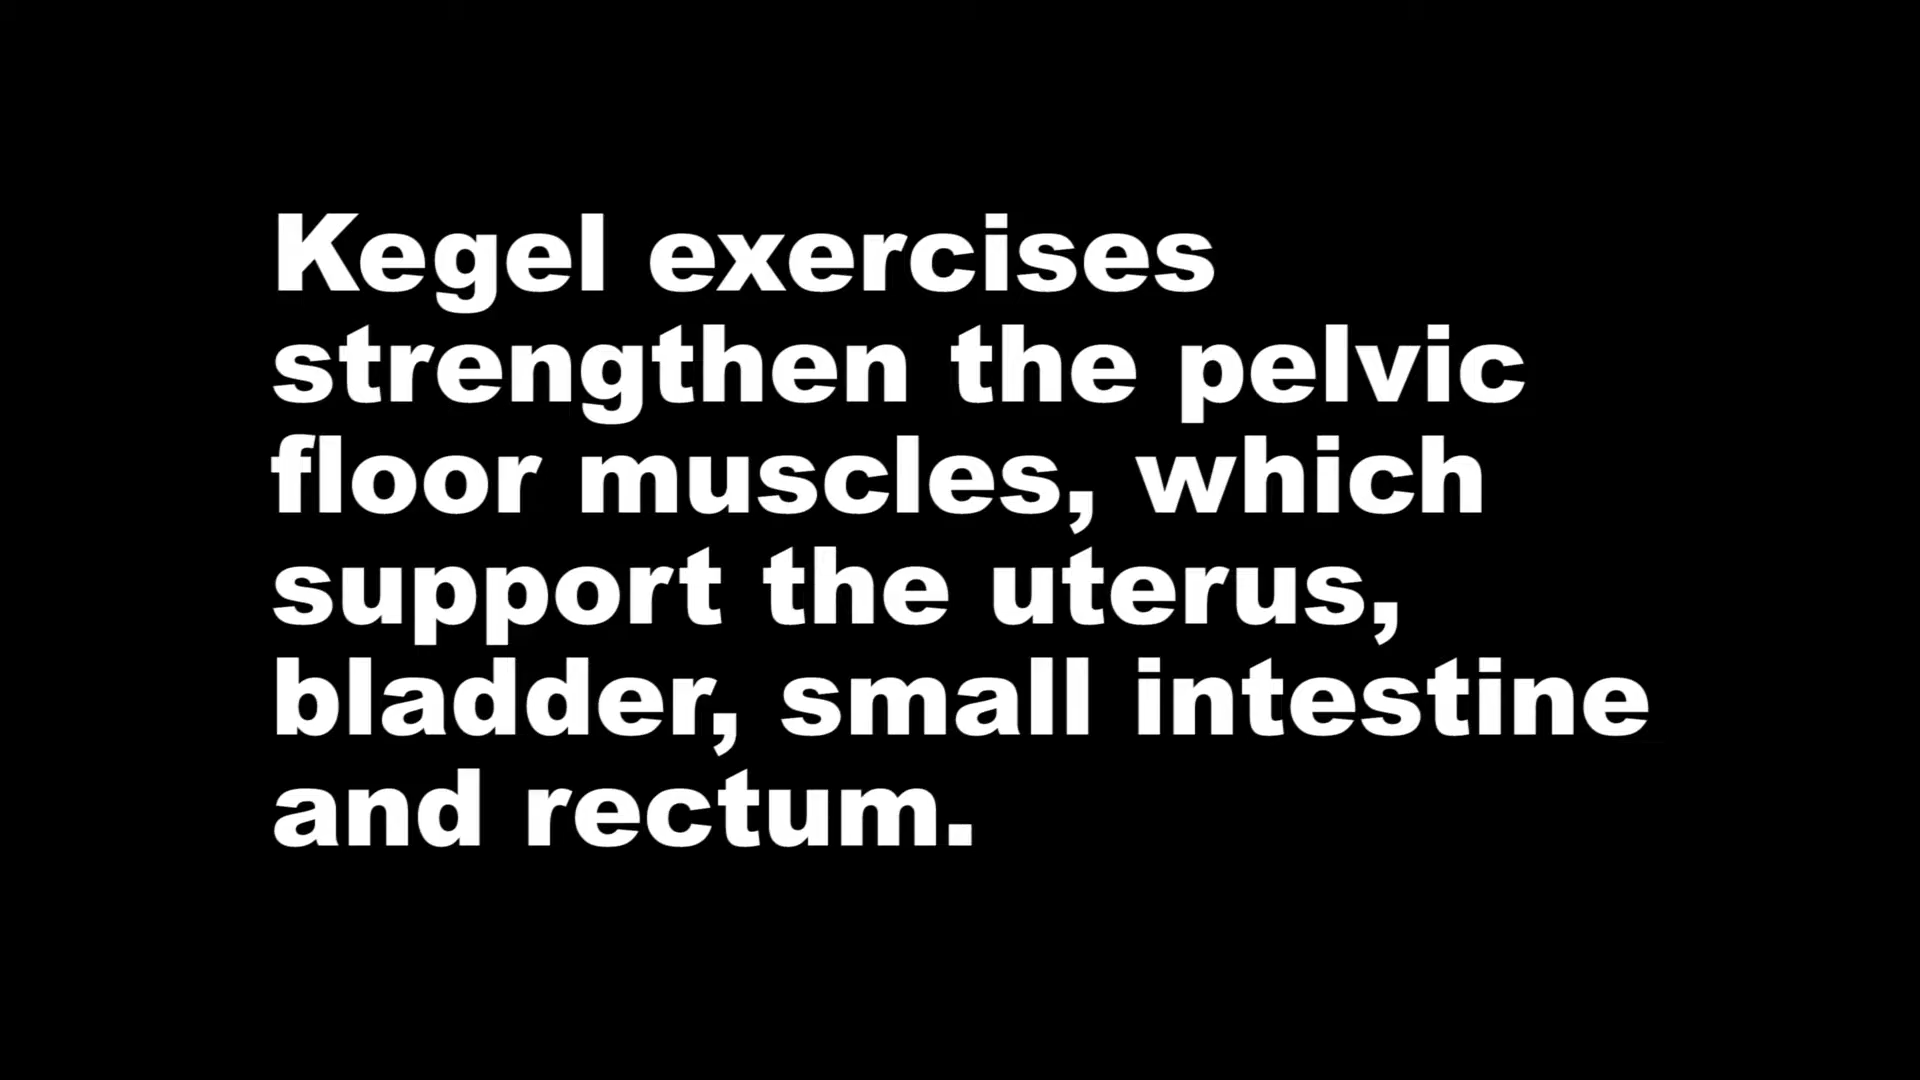 Kegel exercises
strengthen the pelvic
floor muscles, which
support the uterus,
bladder, small intestine
and rectum.